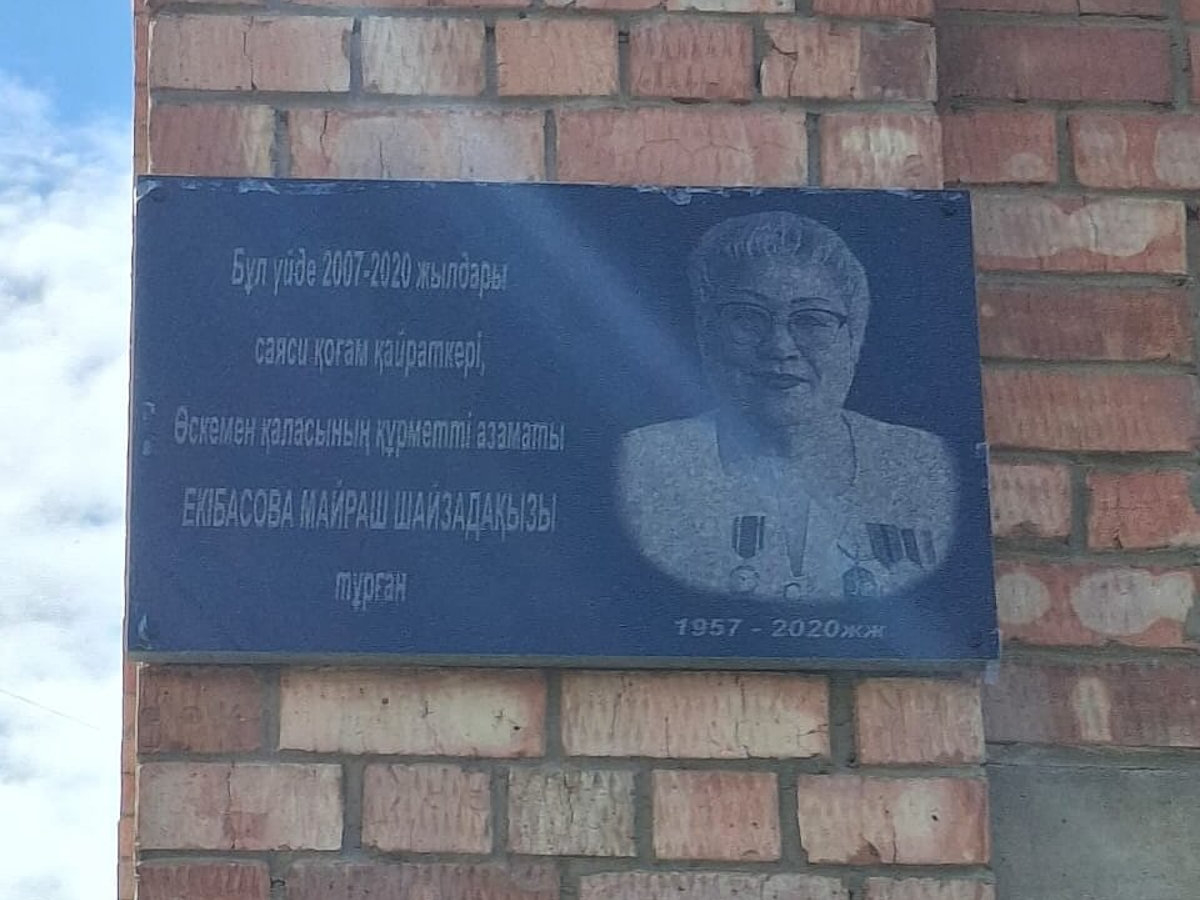 Бұл үйде 2007-2020 жылдары
саяси қоғам қайраткері,
Өскемен қаласының құрметті азаматы
ЕКІБАСОВА МАЙРАШ ШАЙЗАДАҚЫЗЫ
тұрған
1957 - 2020жж